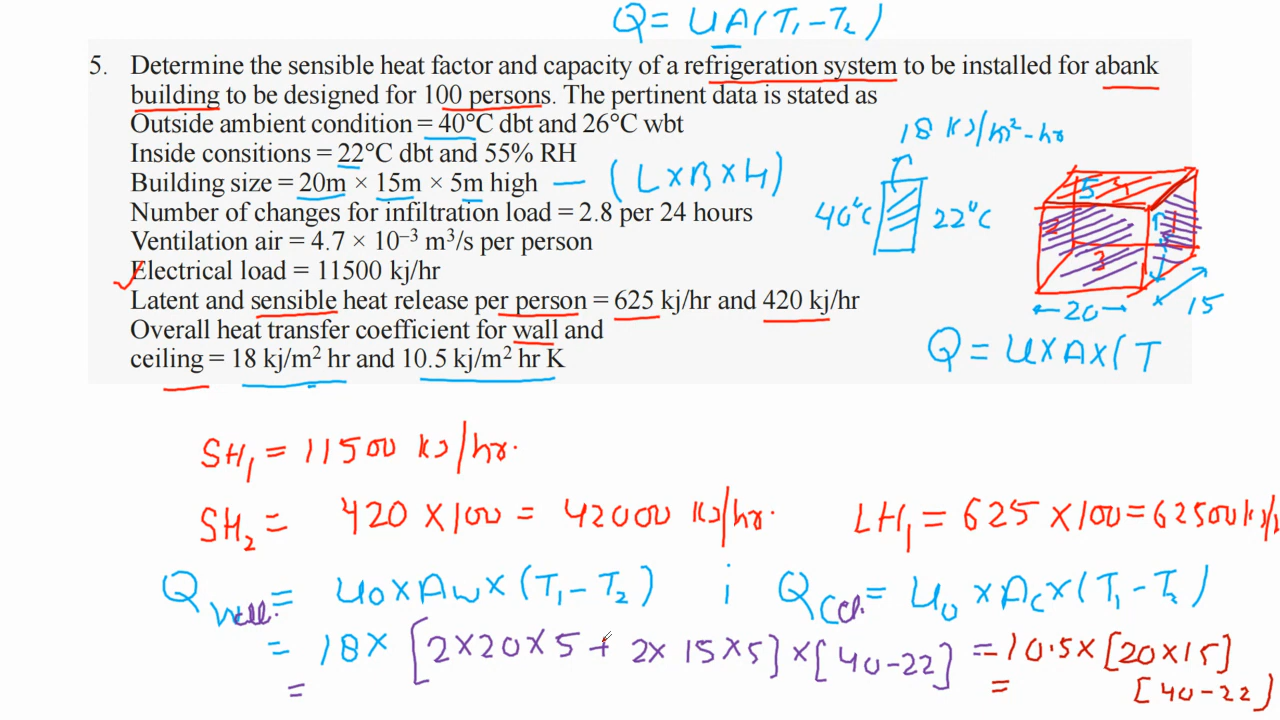 Q = UA(T₁-T₂)
5. Determine the sensible heat factor and capacity of a refrigeration system to be installed for abank
building to be designed for 100 persons. The pertinent data is stated as
Outside ambient condition = 40°C dbt and 26°C wbt
Inside consitions = 22°C dbt and 55% RH
Building size = 20m × 15m × 5m high — (L×B×H)
Number of changes for infiltration load = 2.8 per 24 hours
Ventilation air = 4.7 × 10⁻³ m³/s per person
Electrical load = 11500 kj/hr
Latent and sensible heat release per person = 625 kj/hr and 420 kj/hr
Overall heat transfer coefficient for wall and
ceiling = 18 kj/m² hr and 10.5 kj/m² hr K
18 KJ/m²-hr
40°C 22°C
5
2 1
3
5
20 15
Q = U×A×(T
SH₁ = 11500 KJ/hr.
SH₂ = 420 ×100 = 42000 KJ/hr. LH₁ = 625 ×100 = 62500 KJ/
Q wall = U₀×Aw×(T₁-T₂) ; Q cel. = U₀ ×Ac×(T₁-T₂)
= 18× [2×20×5 + 2× 15×5] ×[40-22] = 10.5×[20×15]
= = [40-22]